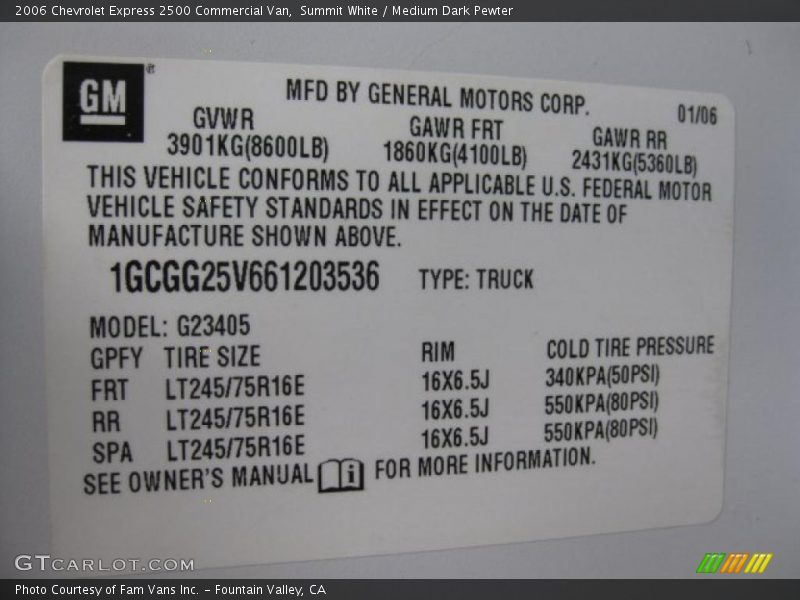 2006 Chevrolet Express 2500 Commercial Van, Summit White / Medium Dark Pewter
GM®
MFD BY GENERAL MOTORS CORP. 01/06
GVWR GAWR FRT GAWR RR
3901KG(8600LB) 1860KG(4100LB) 2431KG(5360LB)
THIS VEHICLE CONFORMS TO ALL APPLICABLE U.S. FEDERAL MOTOR
VEHICLE SAFETY STANDARDS IN EFFECT ON THE DATE OF
MANUFACTURE SHOWN ABOVE.
1GCGG25V661203536 TYPE: TRUCK
MODEL: G23405
GPFY TIRE SIZE RIM COLD TIRE PRESSURE
FRT LT245/75R16E 16X6.5J 340KPA(50PSI)
RR LT245/75R16E 16X6.5J 550KPA(80PSI)
SPA LT245/75R16E 16X6.5J 550KPA(80PSI)
SEE OWNER'S MANUAL i FOR MORE INFORMATION.
GTCARLOT.COM
Photo Courtesy of Fam Vans Inc. - Fountain Valley, CA